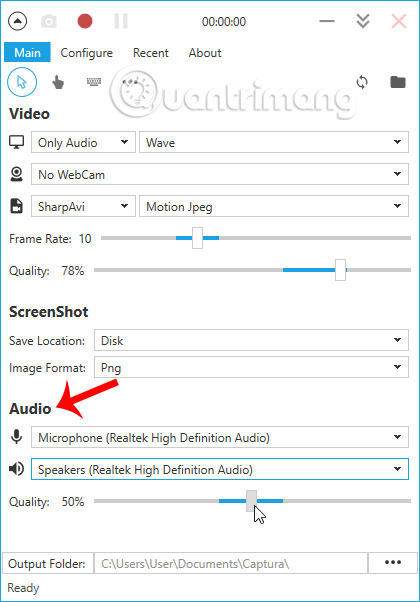 00:00:00
Main Configure Recent About
Quantrimang
Video
Only Audio Wave
No WebCam
SharpAvi Motion Jpeg
Frame Rate: 10
Quality: 78%
ScreenShot
Save Location: Disk
Image Format: Png
Audio
Microphone (Realtek High Definition Audio)
Speakers (Realtek High Definition Audio)
Quality: 50%
Output Folder: C:\Users\User\Documents\Captura\ •••
Ready